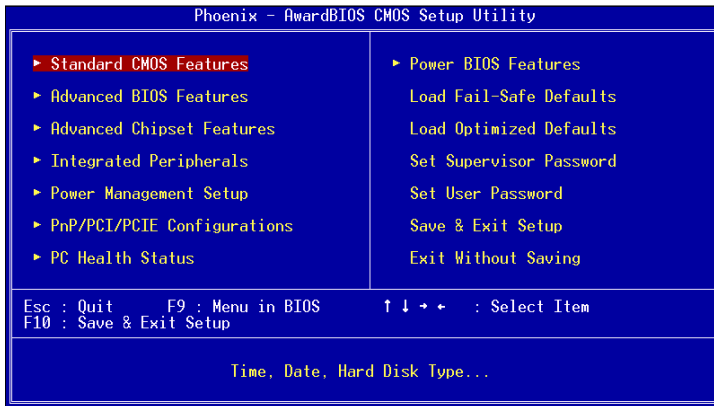 Phoenix - AwardBIOS CMOS Setup Utility
► Standard CMOS Features
► Advanced BIOS Features
► Advanced Chipset Features
► Integrated Peripherals
► Power Management Setup
► PnP/PCI/PCIE Configurations
► PC Health Status
► Power BIOS Features
Load Fail-Safe Defaults
Load Optimized Defaults
Set Supervisor Password
Set User Password
Save & Exit Setup
Exit Without Saving
Esc : Quit F9 : Menu in BIOS ↑ ↓ → ← : Select Item
F10 : Save & Exit Setup
Time, Date, Hard Disk Type...